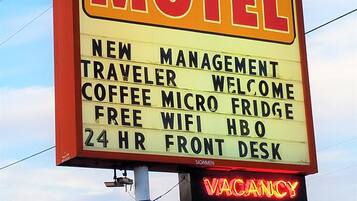 MOTEL
NEW MANAGEMENT
TRAVELER WELCOME
COFFEE MICRO FRIDGE
FREE WIFI HBO
24 HR FRONT DESK
VACANCY